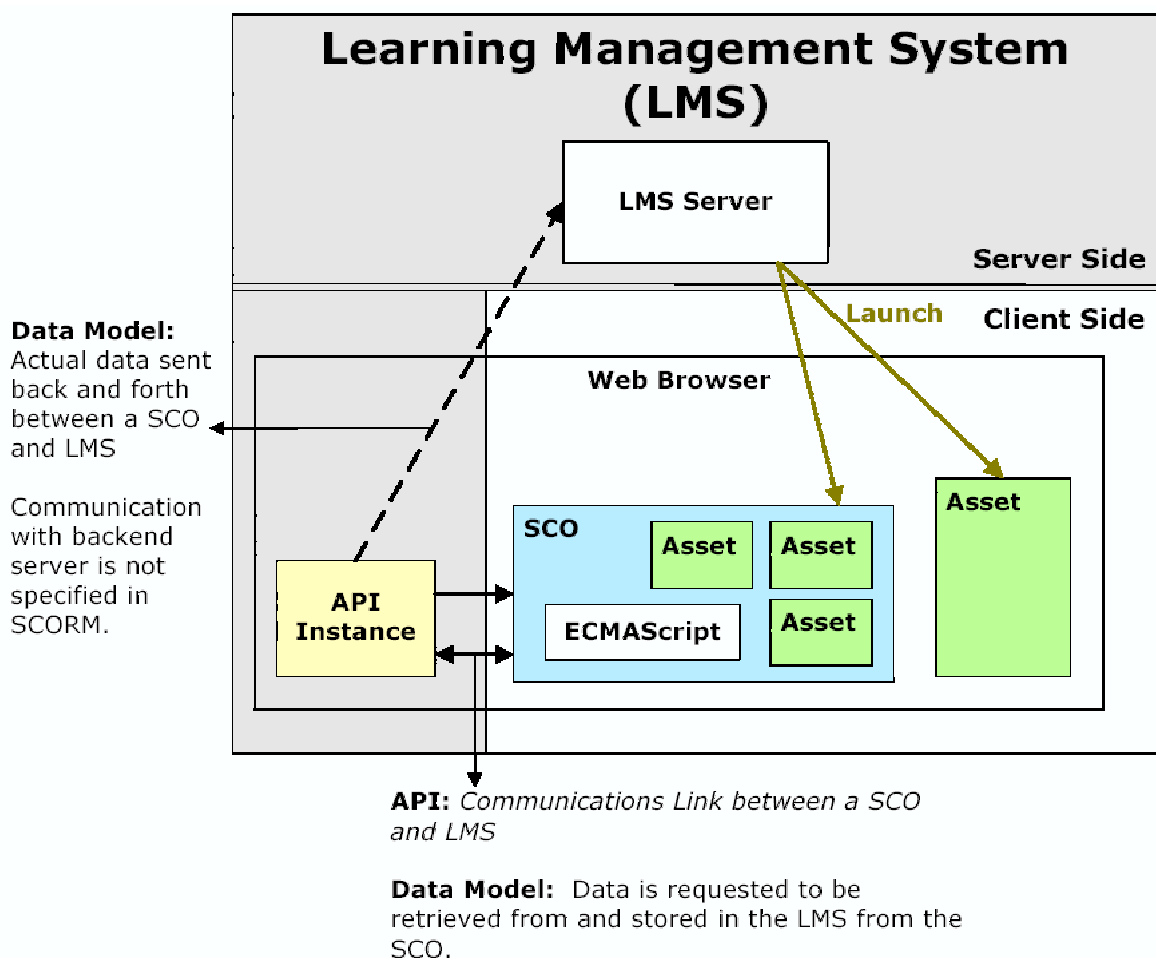 Learning Management System
(LMS)
LMS Server
Server Side
Launch
Client Side
Data Model:
Actual data sent
back and forth
between a SCO
and LMS
Communication
with backend
server is not
specified in
SCORM.
Web Browser
Asset
SCO
Asset
Asset
API
Instance
ECMAScript
Asset
API: Communications Link between a SCO
and LMS
Data Model: Data is requested to be
retrieved from and stored in the LMS from the
SCO.